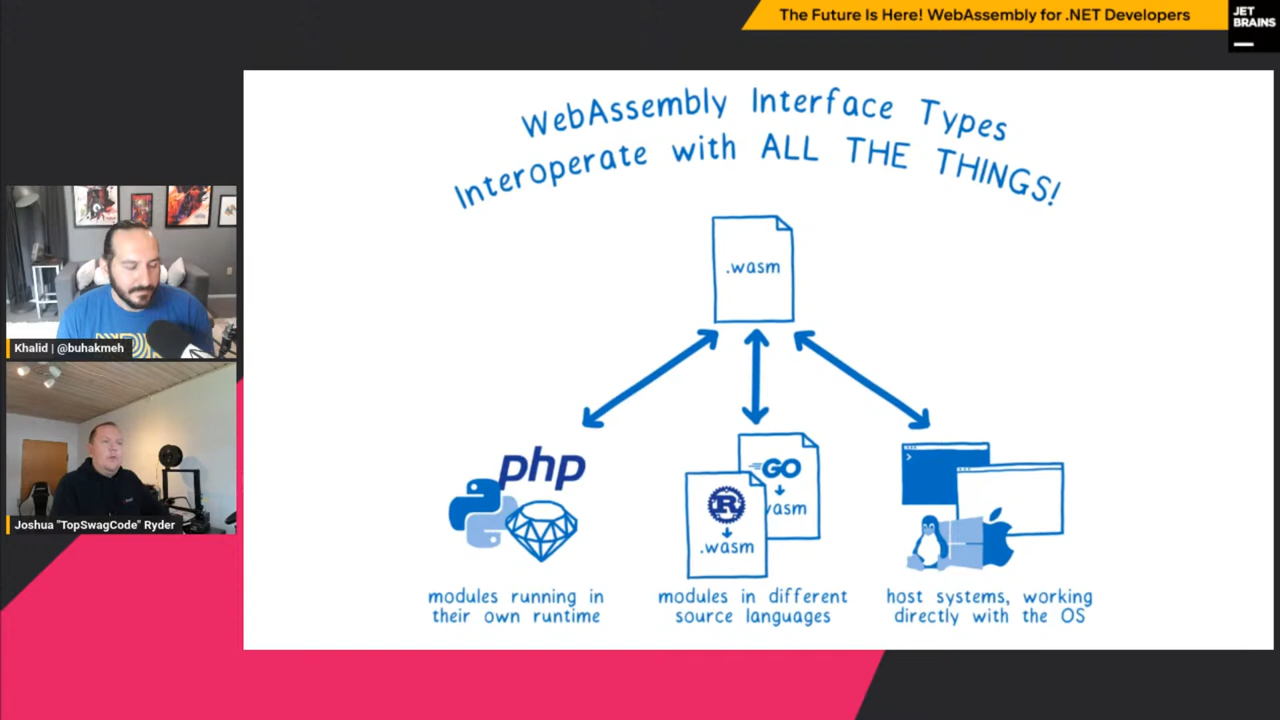 The Future Is Here! WebAssembly for .NET Developers
JET
BRAINS
WebAssembly Interface Types
Interoperate with ALL THE THINGS!
.wasm
Khalid | @buhakmeh
Joshua "TopSwagCode" Ryder
php
GO
wasm
R
.wasm
>
modules running in
their own runtime
modules in different
source languages
host systems, working
directly with the OS